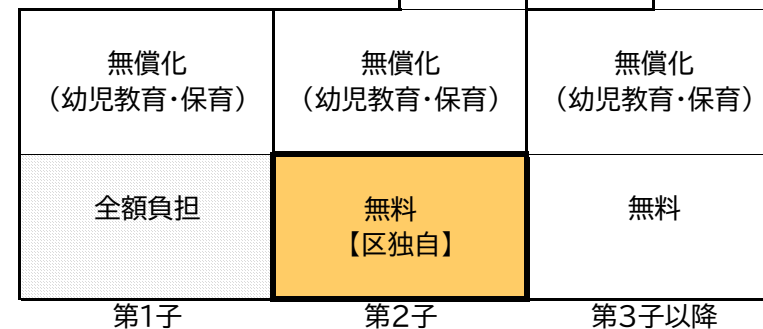 無償化
（幼児教育・保育）
無償化
（幼児教育・保育）
無償化
（幼児教育・保育）
全額負担
無料
【区独自】
無料
第1子
第2子
第3子以降